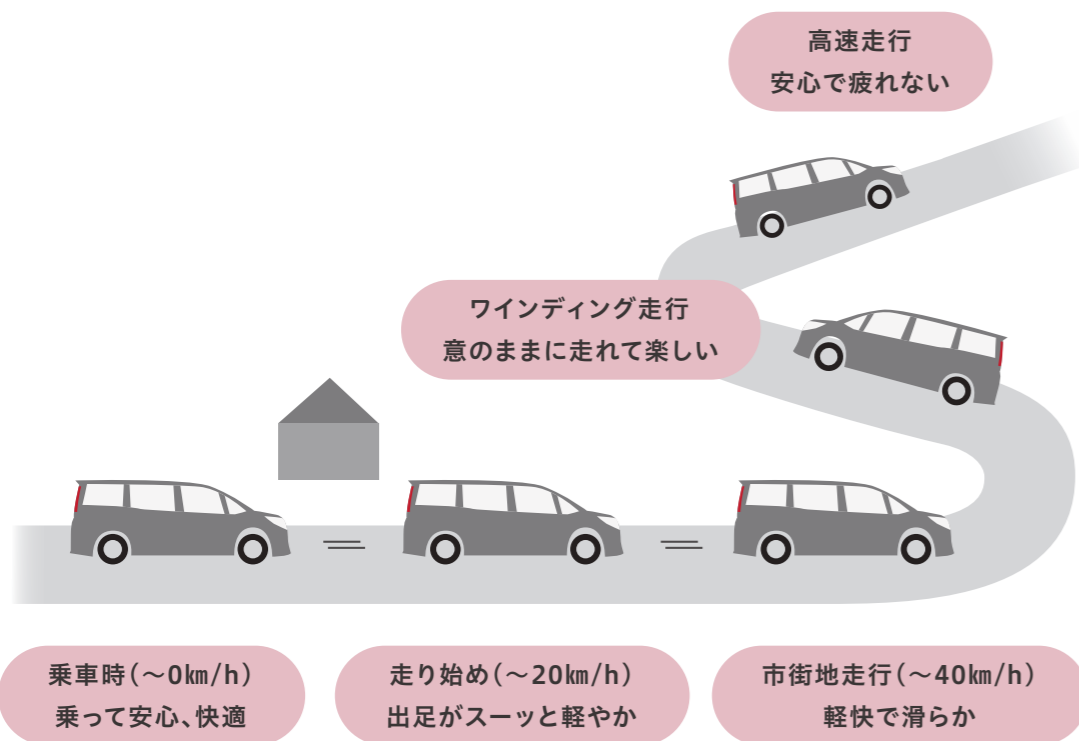 高速走行
安心で疲れない
ワインディング走行
意のままに走れて楽しい
乗車時(〜0㎞/h)
乗って安心、快適
走り始め(〜20㎞/h)
出足がスーッと軽やか
市街地走行(〜40㎞/h)
軽快で滑らか